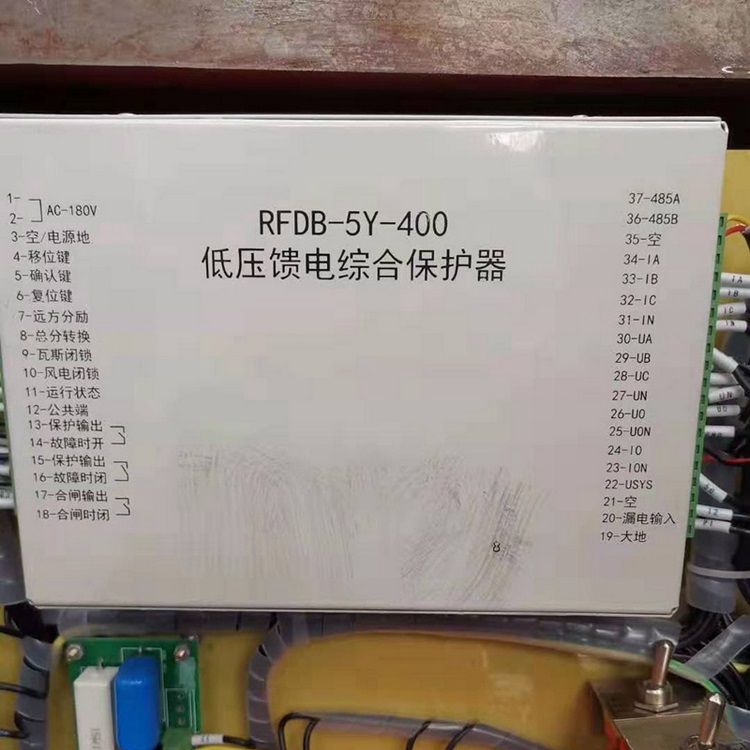 1-
2-
AC-180V
3-空/电源地
4-移位键
5-确认键
6-复位键
7-远方分励
8-总分转换
9-瓦斯闭锁
10-风电闭锁
11-运行状态
12-公共端
13-保护输出
14-故障时开
15-保护输出
16-故障时闭
17-合闸输出
18-合闸时闭
RFDB-5Y-400
低压馈电综合保护器
8
37-485A
36-485B
35-空
34-IA
33-IB
32-IC
31-IN
30-UA
29-UB
28-UC
27-UN
26-U0
25-U0N
24-I0
23-I0N
22-USYS
21-空
20-漏电输入
19-大地
IA
IB
IC
IN
UN